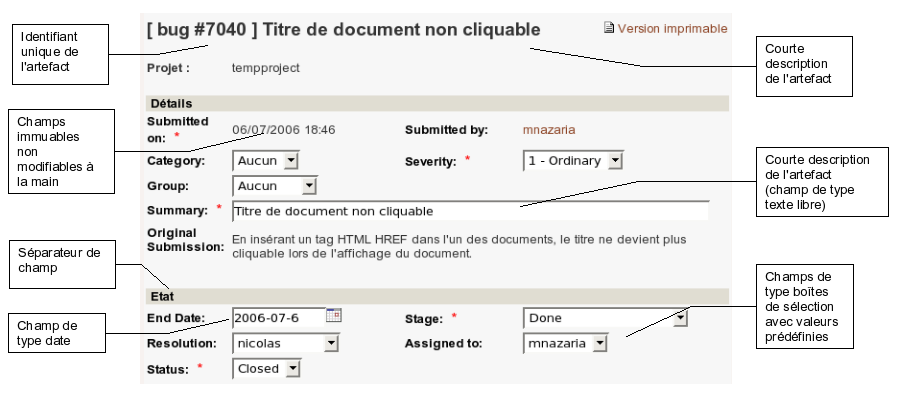 Identifiant
unique de
l'artefact
[ bug #7040 ] Titre de document non cliquable
Version imprimable
Courte
description
de l'artefact
Projet :
tempproject
Détails
Champs
immuables
non
modifiables à
la main
Submitted
on: *
06/07/2006 18:46
Submitted by:
mnazaria
Category:
Aucun
Severity: *
1 - Ordinary
Group:
Aucun
Courte description
de l'artefact
(champ de type
texte libre)
Summary: *
Titre de document non cliquable
Original
Submission:
En insérant un tag HTML HREF dans l'un des documents, le titre ne devient plus
cliquable lors de l'affichage du document.
Séparateur de
champ
Etat
Champs de
type boîtes
de sélection
avec valeurs
prédéfinies
Champ de
type date
End Date:
2006-07-6
Stage: *
Done
Resolution:
nicolas
Assigned to:
mnazaria
Status: *
Closed